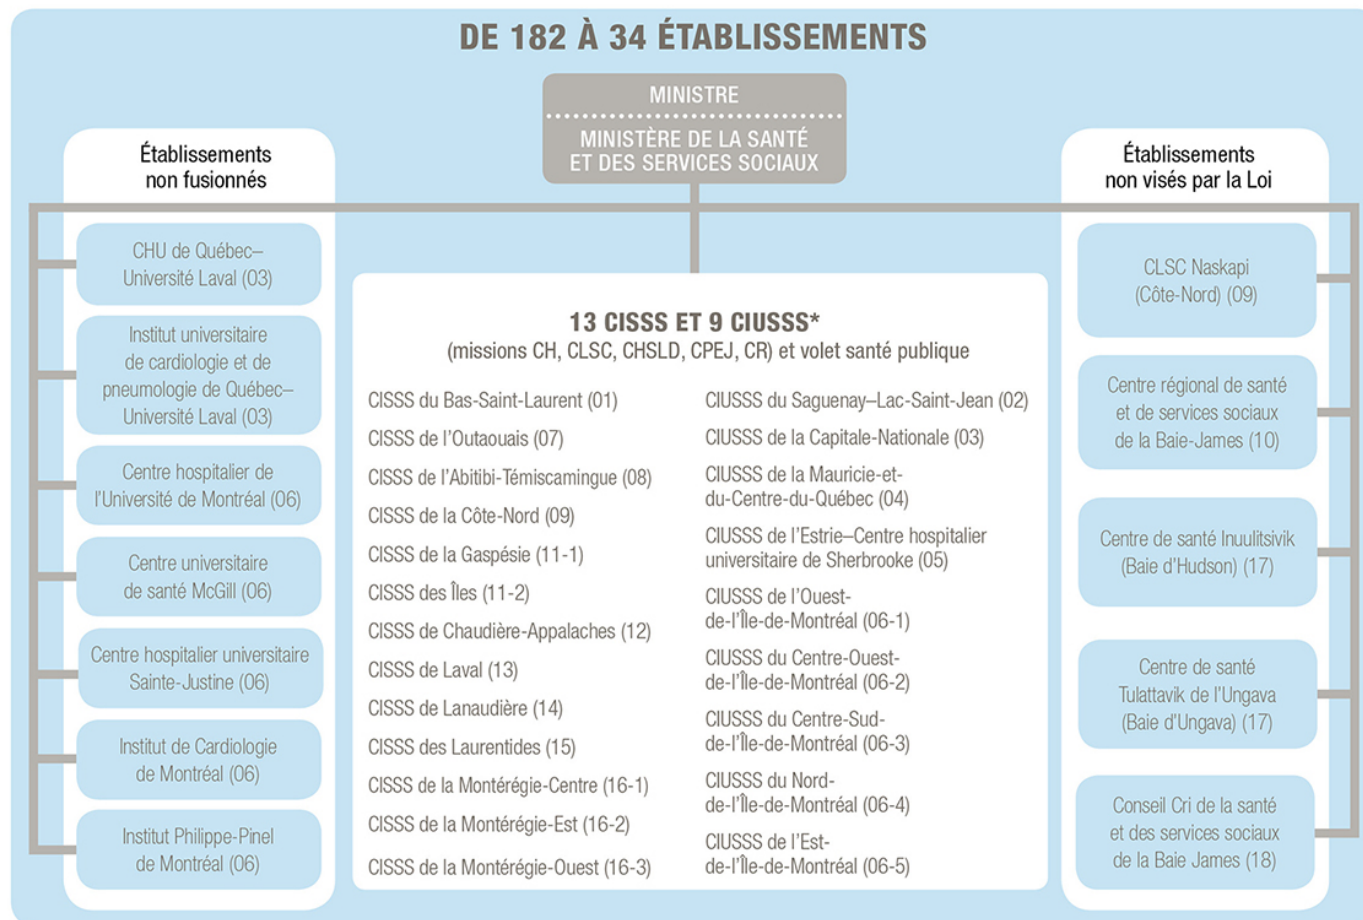 DE 182 À 34 ÉTABLISSEMENTS
MINISTRE
MINISTÈRE DE LA SANTÉ
ET DES SERVICES SOCIAUX
Établissements
non fusionnés
CHU de Québec–
Université Laval (03)
Institut universitaire
de cardiologie et de
pneumologie de Québec–
Université Laval (03)
Centre hospitalier de
l'Université de Montréal (06)
Centre universitaire
de santé McGill (06)
Centre hospitalier universitaire
Sainte-Justine (06)
Institut de Cardiologie
de Montréal (06)
Institut Philippe-Pinel
de Montréal (06)
13 CISSS ET 9 CIUSSS*
(missions CH, CLSC, CHSLD, CPEJ, CR) et volet santé publique
CISSS du Bas-Saint-Laurent (01)
CISSS de l'Outaouais (07)
CISSS de l'Abitibi-Témiscamingue (08)
CISSS de la Côte-Nord (09)
CISSS de la Gaspésie (11-1)
CISSS des Îles (11-2)
CISSS de Chaudière-Appalaches (12)
CISSS de Laval (13)
CISSS de Lanaudière (14)
CISSS des Laurentides (15)
CISSS de la Montérégie-Centre (16-1)
CISSS de la Montérégie-Est (16-2)
CISSS de la Montérégie-Ouest (16-3)
CIUSSS du Saguenay–Lac-Saint-Jean (02)
CIUSSS de la Capitale-Nationale (03)
CIUSSS de la Mauricie-et-
du-Centre-du-Québec (04)
CIUSSS de l'Estrie–Centre hospitalier
universitaire de Sherbrooke (05)
CIUSSS de l'Ouest-
de-l'Île-de-Montréal (06-1)
CIUSSS du Centre-Ouest-
de-l'Île-de-Montréal (06-2)
CIUSSS du Centre-Sud-
de-l'Île-de-Montréal (06-3)
CIUSSS du Nord-
de-l'Île-de-Montréal (06-4)
CIUSSS de l'Est-
de-l'Île-de-Montréal (06-5)
Établissements
non visés par la Loi
CLSC Naskapi
(Côte-Nord) (09)
Centre régional de santé
et de services sociaux
de la Baie-James (10)
Centre de santé Inuulitsivik
(Baie d'Hudson) (17)
Centre de santé
Tulattavik de l'Ungava
(Baie d'Ungava) (17)
Conseil Cri de la santé
et des services sociaux
de la Baie James (18)